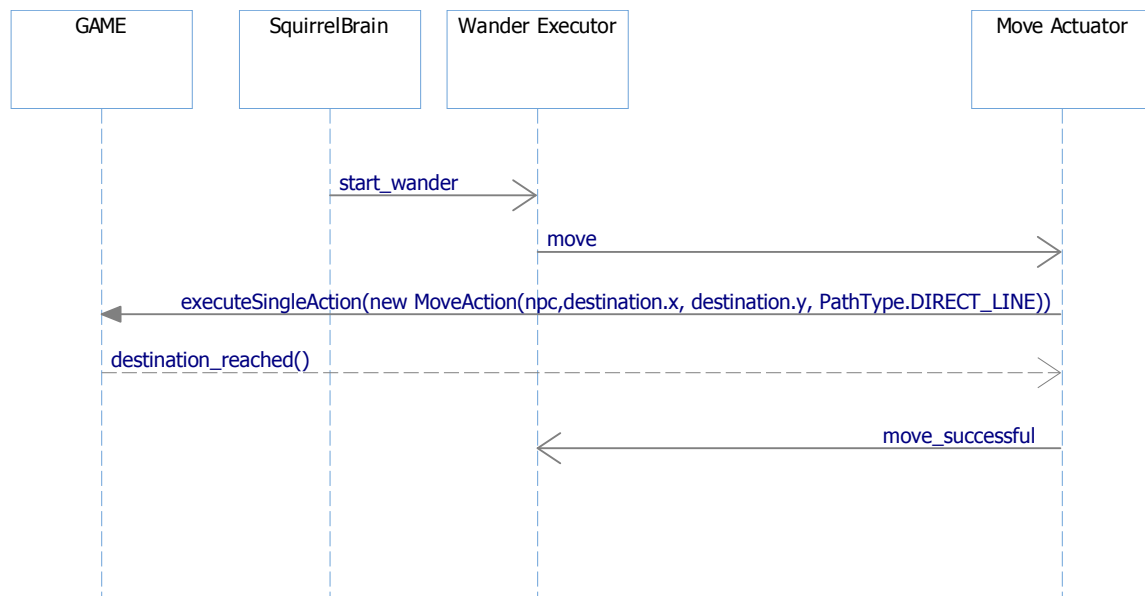 GAME
SquirrelBrain
Wander Executor
Move Actuator
start_wander
move
executeSingleAction(new MoveAction(npc,destination.x, destination.y, PathType.DIRECT_LINE))
destination_reached()
move_successful